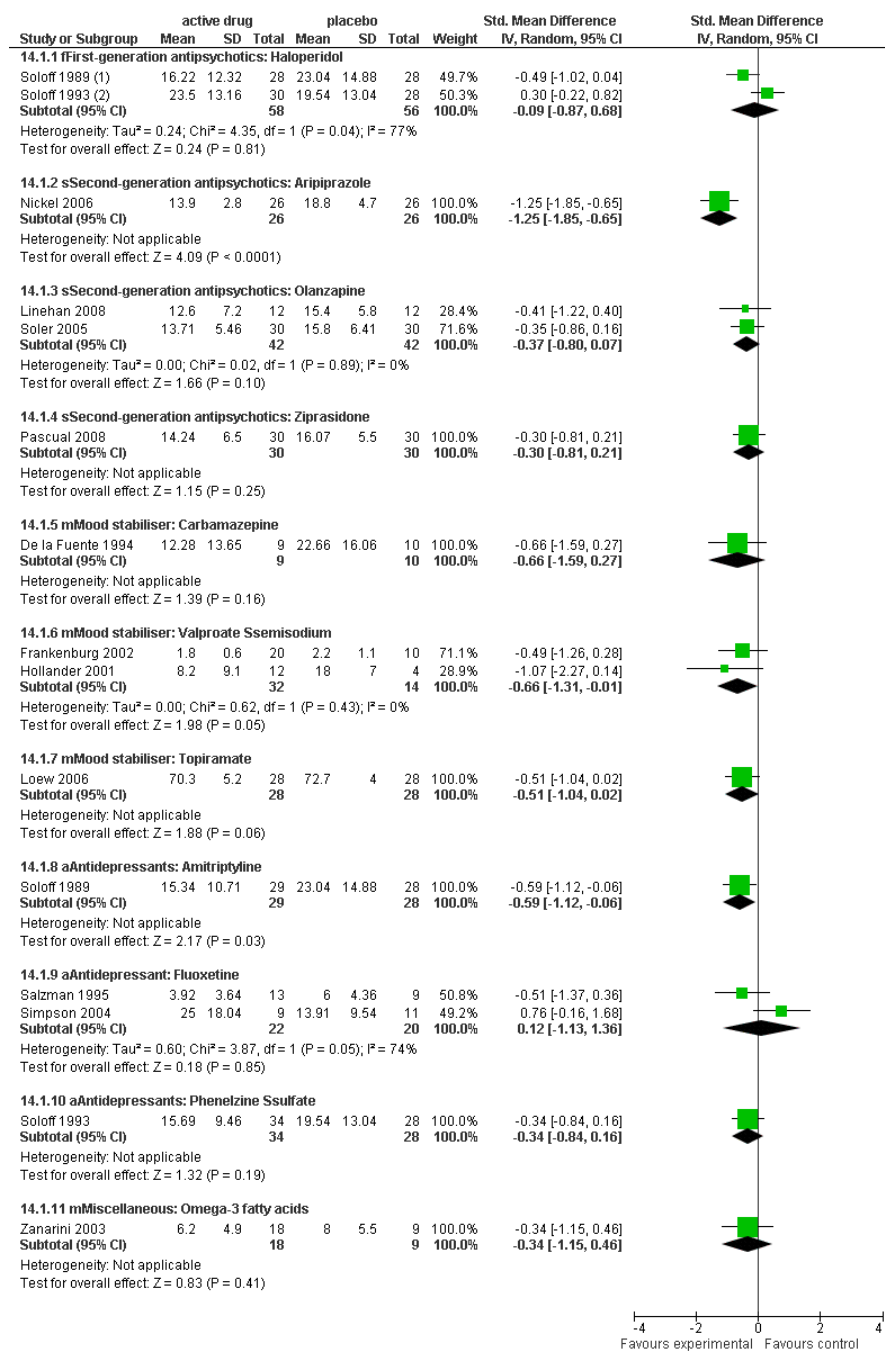 active drug placebo Std. Mean Difference Std. Mean Difference
Study or Subgroup Mean SD Total Mean SD Total Weight IV, Random, 95% CI IV, Random, 95% CI
14.1.1 fFirst-generation antipsychotics: Haloperidol
Soloff 1989 (1) 16.22 12.32 28 23.04 14.88 28 49.7% -0.49 [-1.02, 0.04]
Soloff 1993 (2) 23.5 13.16 30 19.54 13.04 28 50.3% 0.30 [-0.22, 0.82]
Subtotal (95% CI) 58 56 100.0% -0.09 [-0.87, 0.68]
Heterogeneity: Tau² = 0.24; Chi² = 4.35, df = 1 (P = 0.04); I² = 77%
Test for overall effect: Z = 0.24 (P = 0.81)
14.1.2 sSecond-generation antipsychotics: Aripiprazole
Nickel 2006 13.9 2.8 26 18.8 4.7 26 100.0% -1.25 [-1.85, -0.65]
Subtotal (95% CI) 26 26 100.0% -1.25 [-1.85, -0.65]
Heterogeneity: Not applicable
Test for overall effect: Z = 4.09 (P < 0.0001)
14.1.3 sSecond-generation antipsychotics: Olanzapine
Linehan 2008 12.6 7.2 12 15.4 5.8 12 28.4% -0.41 [-1.22, 0.40]
Soler 2005 13.71 5.46 30 15.8 6.41 30 71.6% -0.35 [-0.86, 0.16]
Subtotal (95% CI) 42 42 100.0% -0.37 [-0.80, 0.07]
Heterogeneity: Tau² = 0.00; Chi² = 0.02, df = 1 (P = 0.89); I² = 0%
Test for overall effect: Z = 1.66 (P = 0.10)
14.1.4 sSecond-generation antipsychotics: Ziprasidone
Pascual 2008 14.24 6.5 30 16.07 5.5 30 100.0% -0.30 [-0.81, 0.21]
Subtotal (95% CI) 30 30 100.0% -0.30 [-0.81, 0.21]
Heterogeneity: Not applicable
Test for overall effect: Z = 1.15 (P = 0.25)
14.1.5 mMood stabiliser: Carbamazepine
De la Fuente 1994 12.28 13.65 9 22.66 16.06 10 100.0% -0.66 [-1.59, 0.27]
Subtotal (95% CI) 9 10 100.0% -0.66 [-1.59, 0.27]
Heterogeneity: Not applicable
Test for overall effect: Z = 1.39 (P = 0.16)
14.1.6 mMood stabiliser: Valproate Ssemisodium
Frankenburg 2002 1.8 0.6 20 2.2 1.1 10 71.1% -0.49 [-1.26, 0.28]
Hollander 2001 8.2 9.1 12 18 7 4 28.9% -1.07 [-2.27, 0.14]
Subtotal (95% CI) 32 14 100.0% -0.66 [-1.31, -0.01]
Heterogeneity: Tau² = 0.00; Chi² = 0.62, df = 1 (P = 0.43); I² = 0%
Test for overall effect: Z = 1.98 (P = 0.05)
14.1.7 mMood stabiliser: Topiramate
Loew 2006 70.3 5.2 28 72.7 4 28 100.0% -0.51 [-1.04, 0.02]
Subtotal (95% CI) 28 28 100.0% -0.51 [-1.04, 0.02]
Heterogeneity: Not applicable
Test for overall effect: Z = 1.88 (P = 0.06)
14.1.8 aAntidepressants: Amitriptyline
Soloff 1989 15.34 10.71 29 23.04 14.88 28 100.0% -0.59 [-1.12, -0.06]
Subtotal (95% CI) 29 28 100.0% -0.59 [-1.12, -0.06]
Heterogeneity: Not applicable
Test for overall effect: Z = 2.17 (P = 0.03)
14.1.9 aAntidepressant: Fluoxetine
Salzman 1995 3.92 3.64 13 6 4.36 9 50.8% -0.51 [-1.37, 0.36]
Simpson 2004 25 18.04 9 13.91 9.54 11 49.2% 0.76 [-0.16, 1.68]
Subtotal (95% CI) 22 20 100.0% 0.12 [-1.13, 1.36]
Heterogeneity: Tau² = 0.60; Chi² = 3.87, df = 1 (P = 0.05); I² = 74%
Test for overall effect: Z = 0.18 (P = 0.85)
14.1.10 aAntidepressants: Phenelzine Ssulfate
Soloff 1993 15.69 9.46 34 19.54 13.04 28 100.0% -0.34 [-0.84, 0.16]
Subtotal (95% CI) 34 28 100.0% -0.34 [-0.84, 0.16]
Heterogeneity: Not applicable
Test for overall effect: Z = 1.32 (P = 0.19)
14.1.11 mMiscellaneous: Omega-3 fatty acids
Zanarini 2003 6.2 4.9 18 8 5.5 9 100.0% -0.34 [-1.15, 0.46]
Subtotal (95% CI) 18 9 100.0% -0.34 [-1.15, 0.46]
Heterogeneity: Not applicable
Test for overall effect: Z = 0.83 (P = 0.41)
-4 -2 0 2 4
Favours experimental Favours control